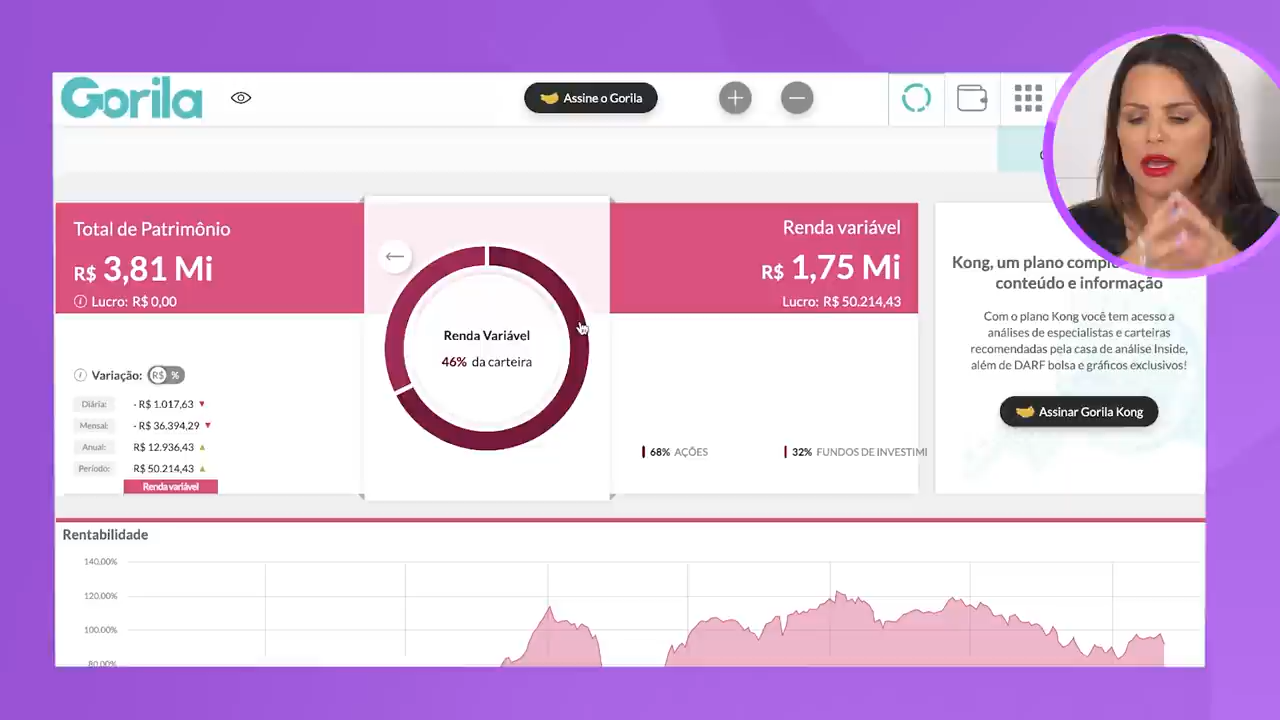 Gorila
Assine o Gorila
Total de Patrimônio
R$ 3,81 Mi
Lucro: R$ 0,00
Renda variável
R$ 1,75 Mi
Lucro: R$ 50.214,43
Renda Variável
46% da carteira
Variação: R$ %
Diária: - R$ 1.017,63
Mensal: - R$ 36.394,29
Anual: R$ 12.936,43
Período: R$ 50.214,43
Renda variável
68% AÇÕES
32% FUNDOS DE INVESTIMI
Kong, um plano
conteúdo e informação
Com o plano Kong você tem acesso a
análises de especialistas e carteiras
recomendadas pela casa de análise Inside,
além de DARF bolsa e gráficos exclusivos!
Assinar Gorila Kong
Rentabilidade
140,00%
120,00%
100,00%
80,00%